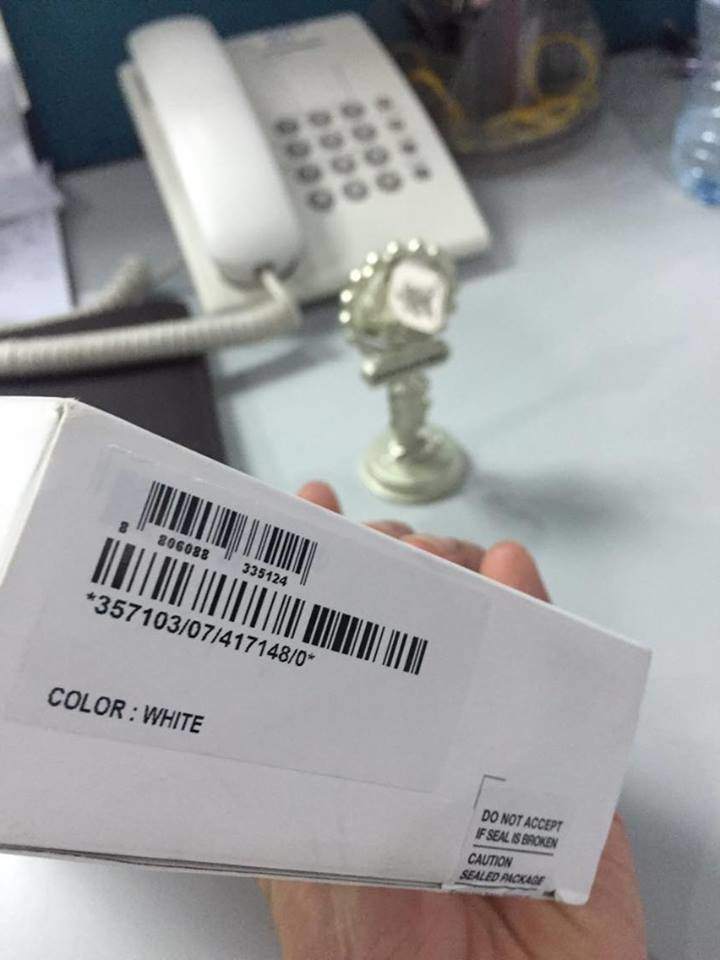 8 806088 335124
*357103/07/417148/0*
COLOR : WHITE
DO NOT ACCEPT
IF SEAL IS BROKEN
CAUTION
SEALED PACKAGE